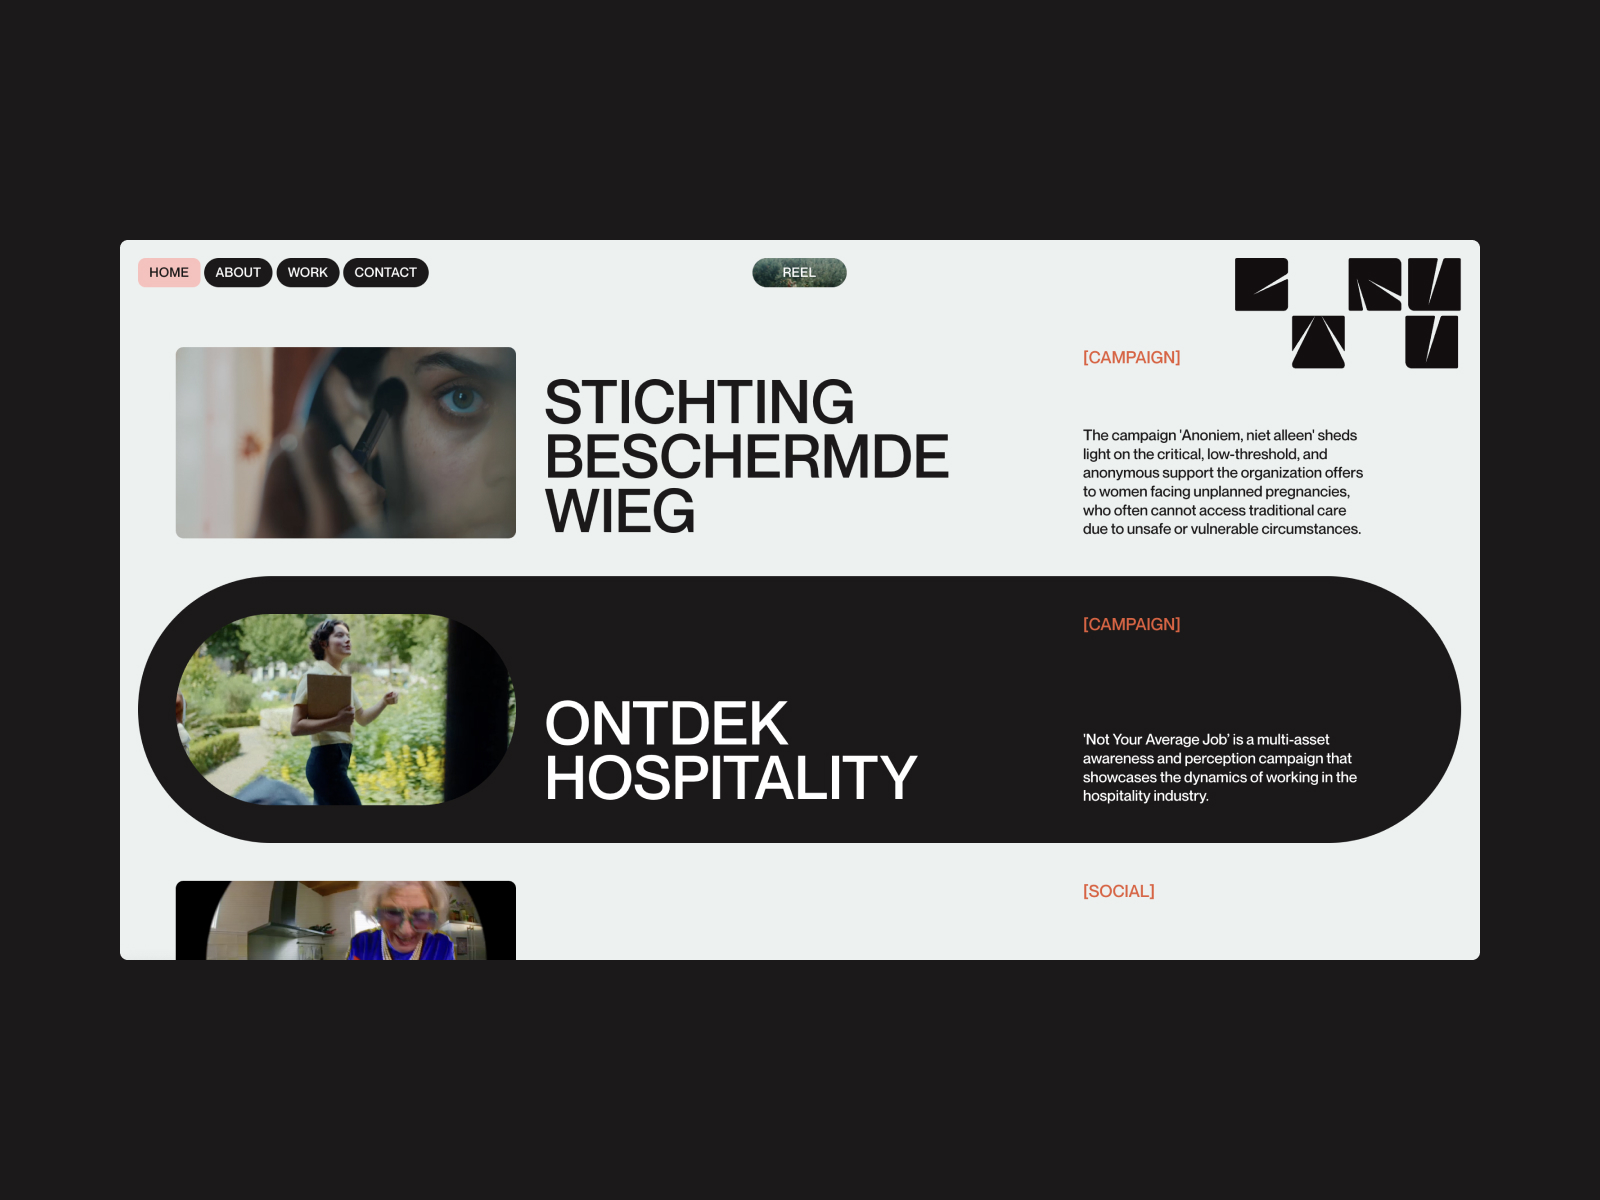 HOME
ABOUT
WORK
CONTACT
REEL
STICHTING
BESCHERMDE
WIEG
[CAMPAIGN]
The campaign 'Anoniem, niet alleen' sheds
light on the critical, low-threshold, and
anonymous support the organization offers
to women facing unplanned pregnancies,
who often cannot access traditional care
due to unsafe or vulnerable circumstances.
ONTDEK
HOSPITALITY
[CAMPAIGN]
'Not Your Average Job' is a multi-asset
awareness and perception campaign that
showcases the dynamics of working in the
hospitality industry.
[SOCIAL]